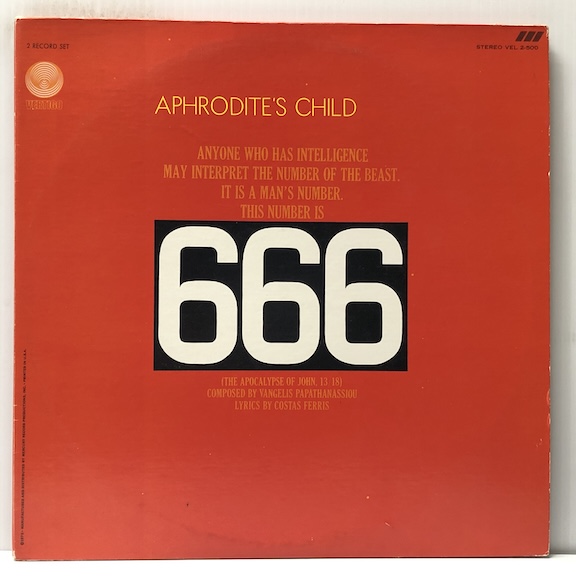 2 RECORD SET
STEREO VEL 2-500
VERTIGO
APHRODITE'S CHILD
ANYONE WHO HAS INTELLIGENCE
MAY INTERPRET THE NUMBER OF THE BEAST.
IT IS A MAN'S NUMBER.
THIS NUMBER IS
666
(THE APOCALYPSE OF JOHN, 13, 18)
COMPOSED BY VANGELIS PAPATHANASSIOU
LYRICS BY COSTAS FERRIS